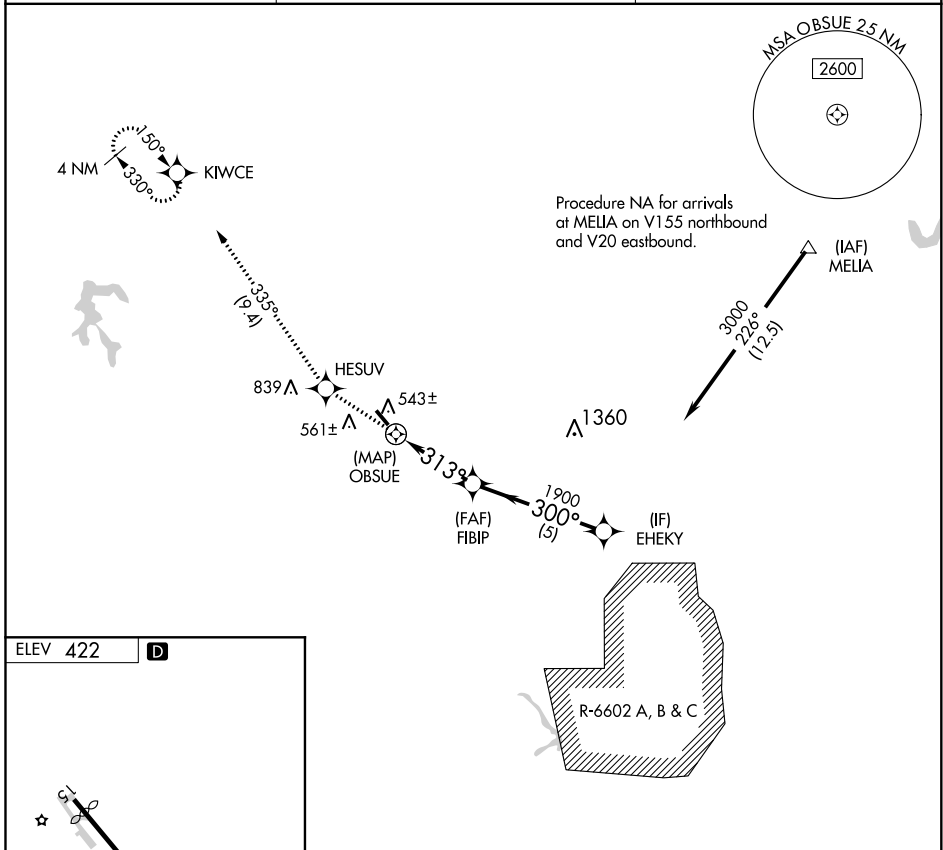 MSA OBSUE 25 NM
2600
150°
4 NM
330°
KIWCE
Procedure NA for arrivals
at MELIA on V155 northbound
and V20 eastbound.
(IAF)
MELIA
3000
226°
(12.5)
335°
(9.4)
HESUV
839
543±
561±
1360
(MAP)
OBSUE
313°
1900
300°
(5)
(FAF)
FIBIP
(IF)
EHEKY
R-6602 A, B & C
ELEV 422
D
15